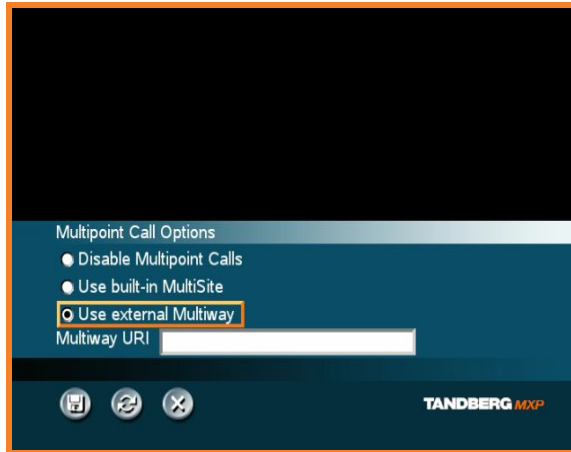 Multipoint Call Options
Disable Multipoint Calls
Use built-in MultiSite
Use external Multiway
Multiway URI
TANDBERG MXP